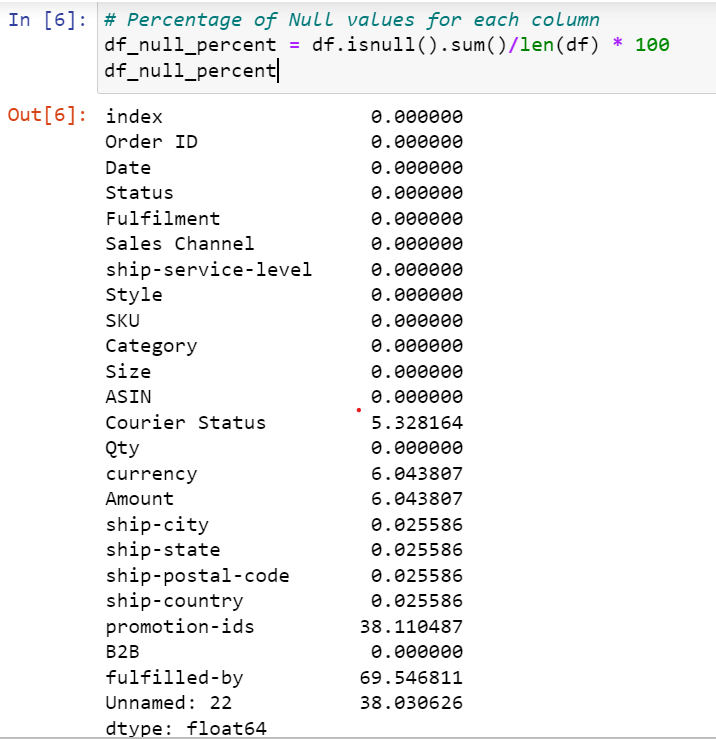 In [6]: # Percentage of Null values for each column
df_null_percent = df.isnull().sum()/len(df) * 100
df_null_percent
Out[6]: index 0.000000
Order ID 0.000000
Date 0.000000
Status 0.000000
Fulfilment 0.000000
Sales Channel 0.000000
ship-service-level 0.000000
Style 0.000000
SKU 0.000000
Category 0.000000
Size 0.000000
ASIN 0.000000
Courier Status 5.328164
Qty 0.000000
currency 6.043807
Amount 6.043807
ship-city 0.025586
ship-state 0.025586
ship-postal-code 0.025586
ship-country 0.025586
promotion-ids 38.110487
B2B 0.000000
fulfilled-by 69.546811
Unnamed: 22 38.030626
dtype: float64